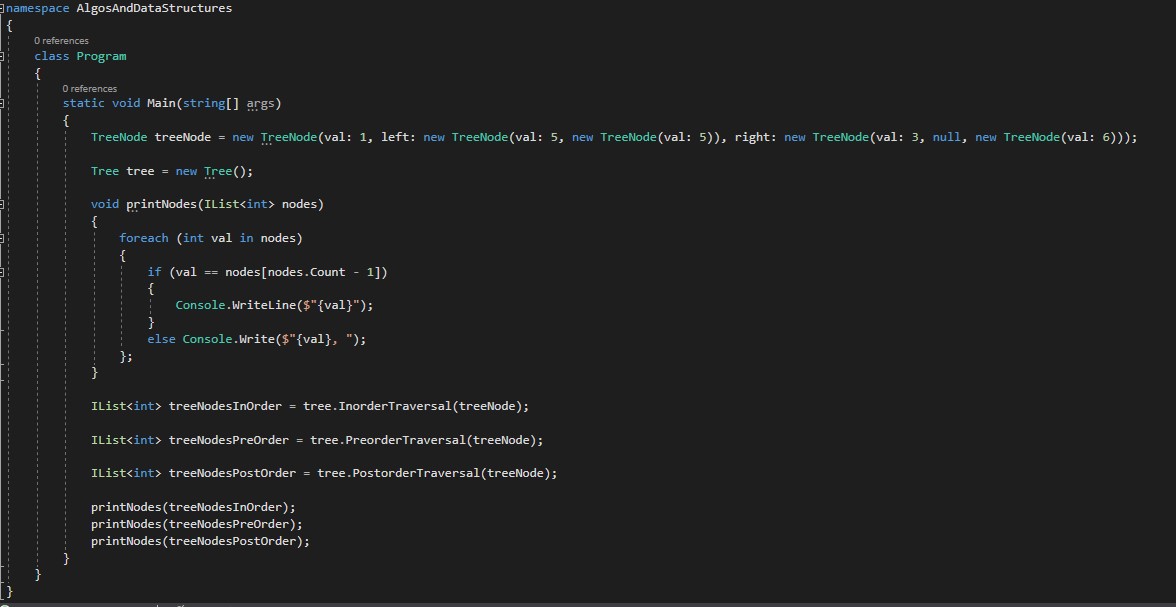 namespace AlgosAndDataStructures
{
0 references
class Program
{
0 references
static void Main(string[] args)
{
TreeNode treeNode = new TreeNode(val: 1, left: new TreeNode(val: 5, new TreeNode(val: 5)), right: new TreeNode(val: 3, null, new TreeNode(val: 6)));
Tree tree = new Tree();
void printNodes(IList<int> nodes)
{
foreach (int val in nodes)
{
if (val == nodes[nodes.Count - 1])
{
Console.WriteLine($"{val}");
}
else Console.Write($"{val}, ");
};
}
IList<int> treeNodesInOrder = tree.InorderTraversal(treeNode);
IList<int> treeNodesPreOrder = tree.PreorderTraversal(treeNode);
IList<int> treeNodesPostOrder = tree.PostorderTraversal(treeNode);
printNodes(treeNodesInOrder);
printNodes(treeNodesPreOrder);
printNodes(treeNodesPostOrder);
}
}
}